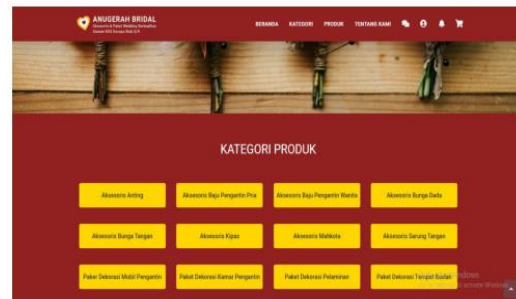 ANUGERAH BRIDAL
BERANDA KATEGORI PRODUK TENTANG KAMI
KATEGORI PRODUK
Aksesoris Anting
Aksesoris Baju Pengantin Pria
Aksesoris Baju Pengantin Wanita
Aksesoris Bunga Dada
Aksesoris Bunga Tangan
Aksesoris Kipas
Aksesoris Mahkota
Aksesoris Sarung Tangan
Paket Dekorasi Mobil Pengantin
Paket Dekorasi Kamar Pengantin
Paket Dekorasi Pelaminan
Paket Dekorasi Tempat Ibadah